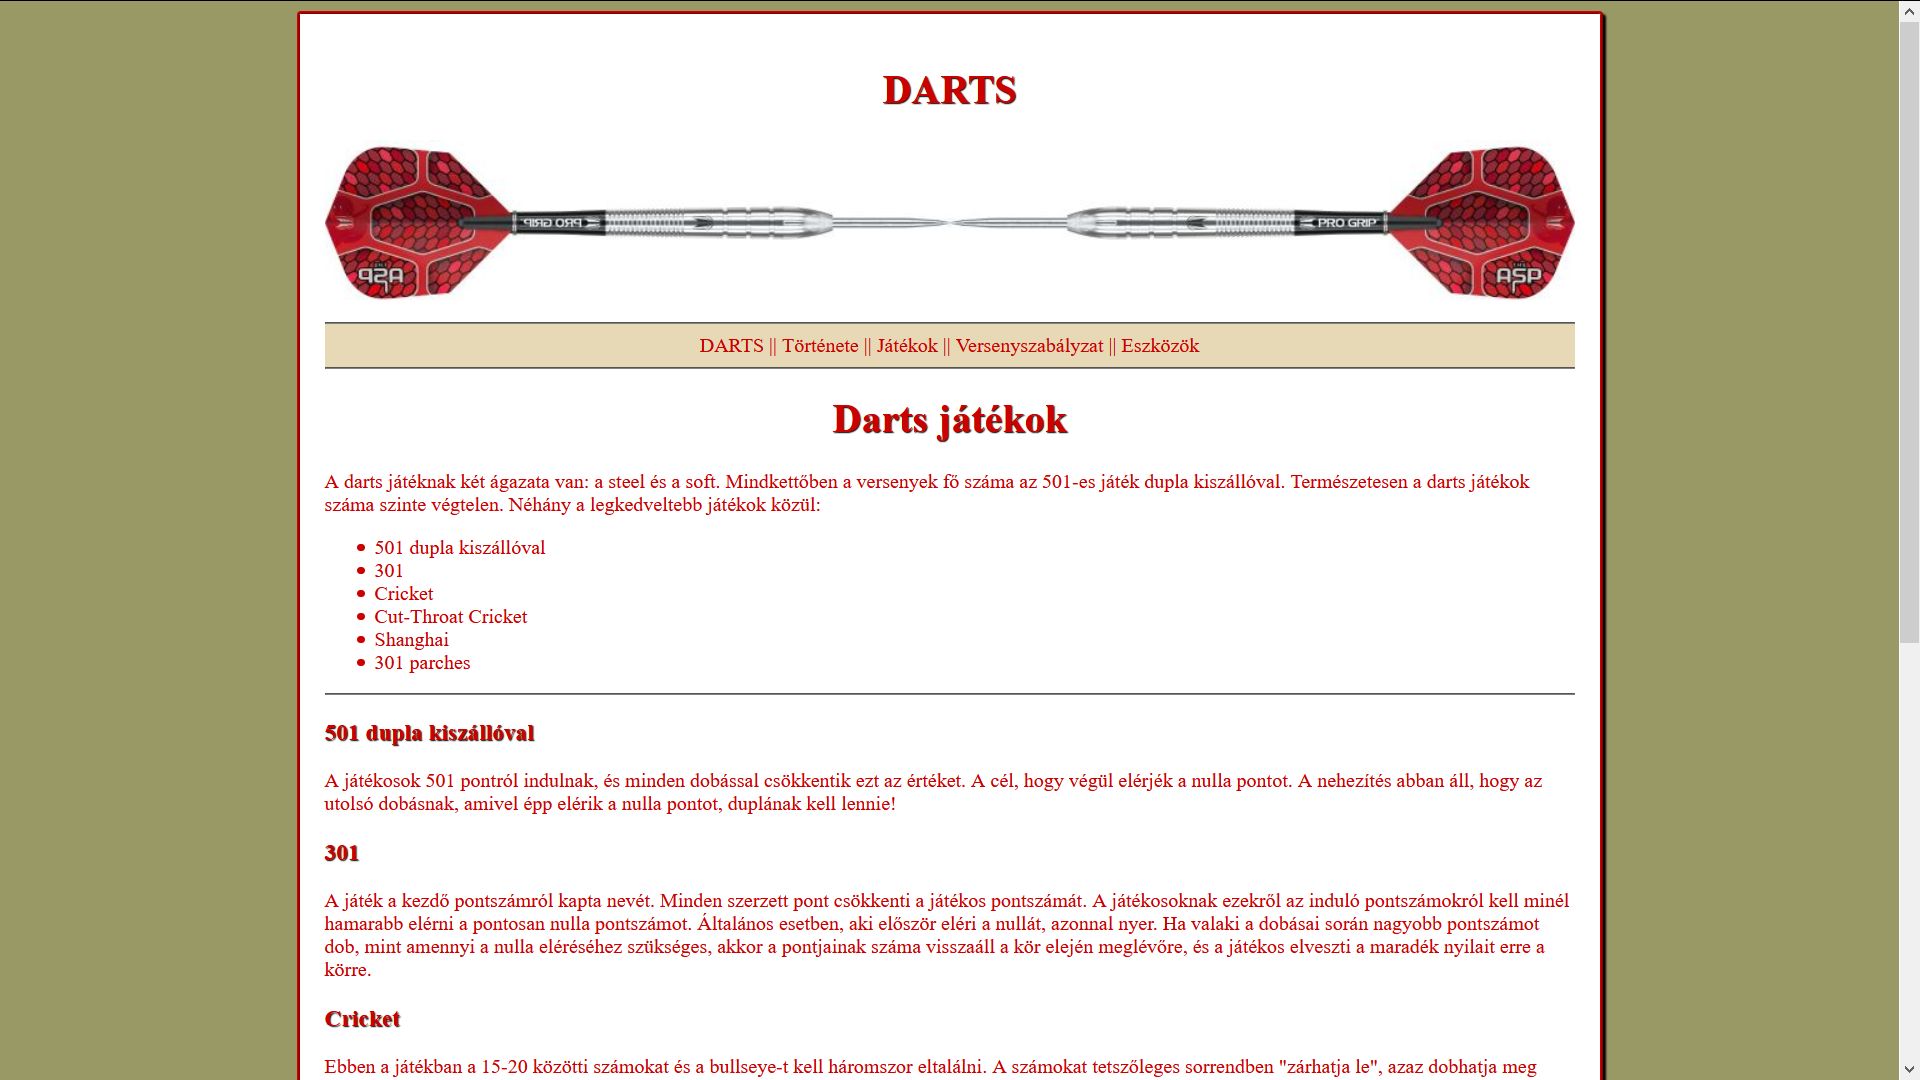 DARTS
PRO GRIP
ASP
PRO GRIP
THE
ASP
DARTS || Története || Játékok || Versenyszabályzat || Eszközök
Darts játékok
A darts játéknak két ágazata van: a steel és a soft. Mindkettőben a versenyek fő száma az 501-es játék dupla kiszállóval. Természetesen a darts játékok
száma szinte végtelen. Néhány a legkedveltebb játékok közül:
501 dupla kiszállóval
301
Cricket
Cut-Throat Cricket
Shanghai
301 parches
501 dupla kiszállóval
A játékosok 501 pontról indulnak, és minden dobással csökkentik ezt az értéket. A cél, hogy végül elérjék a nulla pontot. A nehezítés abban áll, hogy az
utolsó dobásnak, amivel épp elérik a nulla pontot, duplának kell lennie!
301
A játék a kezdő pontszámról kapta nevét. Minden szerzett pont csökkenti a játékos pontszámát. A játékosoknak ezekről az induló pontszámokról kell minél
hamarabb elérni a pontosan nulla pontszámot. Általános esetben, aki először eléri a nullát, azonnal nyer. Ha valaki a dobásai során nagyobb pontszámot
dob, mint amennyi a nulla eléréséhez szükséges, akkor a pontjainak száma visszaáll a kör elején meglévőre, és a játékos elveszti a maradék nyilait erre a
körre.
Cricket
Ebben a játékban a 15-20 közötti számokat és a bullseye-t kell háromszor eltalálni. A számokat tetszőleges sorrendben "zárhatja le", azaz dobhatja meg